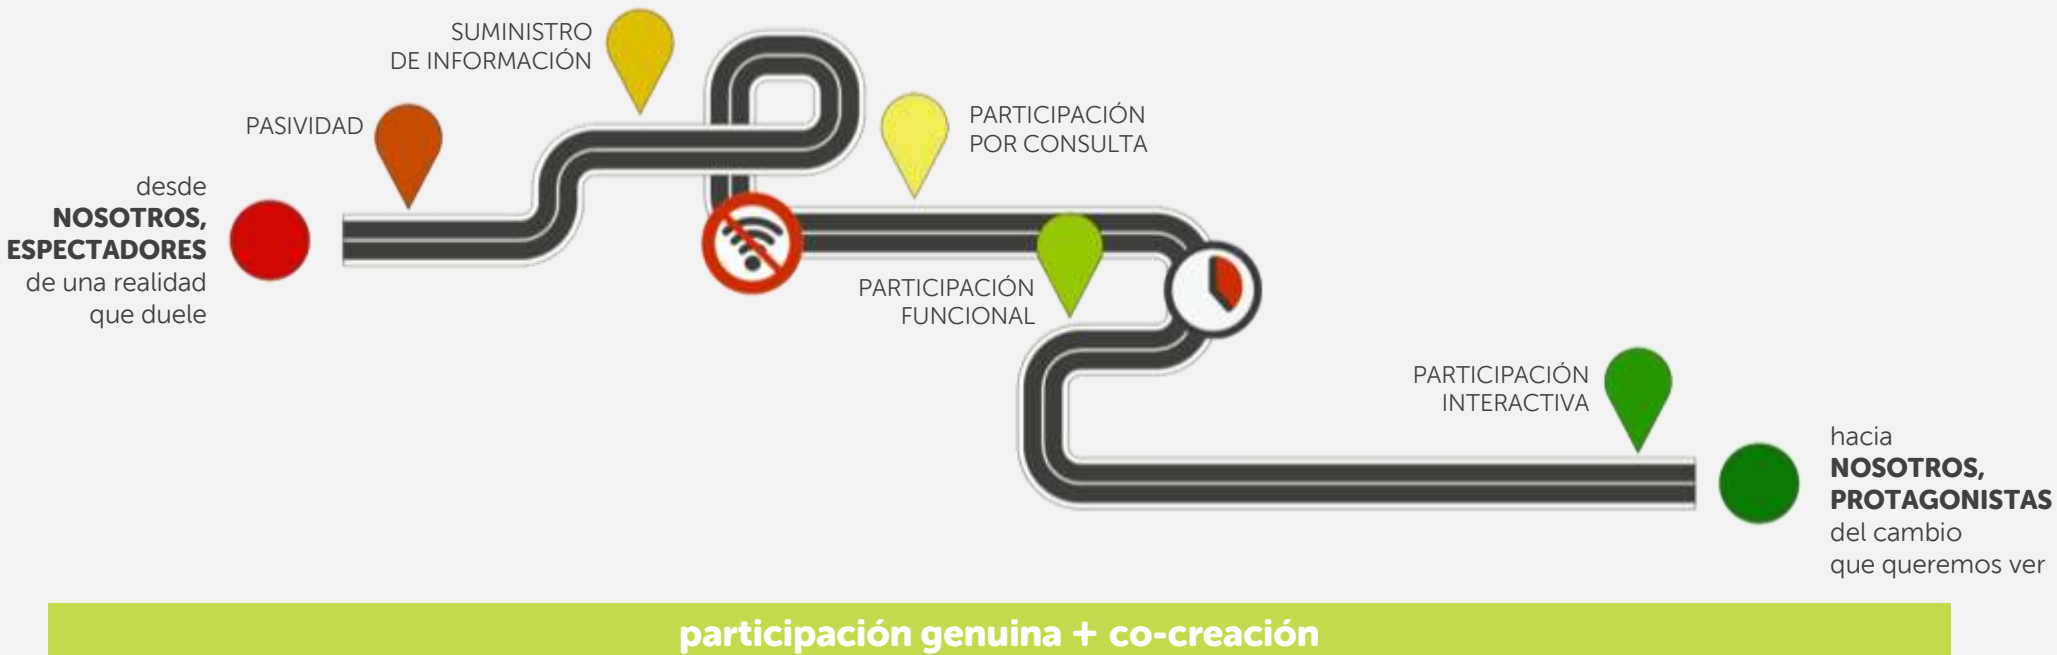 desde
NOSOTROS,
ESPECTADORES
de una realidad
que duele
PASIVIDAD
SUMINISTRO
DE INFORMACIÓN
PARTICIPACIÓN
POR CONSULTA
PARTICIPACIÓN
FUNCIONAL
PARTICIPACIÓN
INTERACTIVA
hacia
NOSOTROS,
PROTAGONISTAS
del cambio
que queremos ver
participación genuina + co-creación